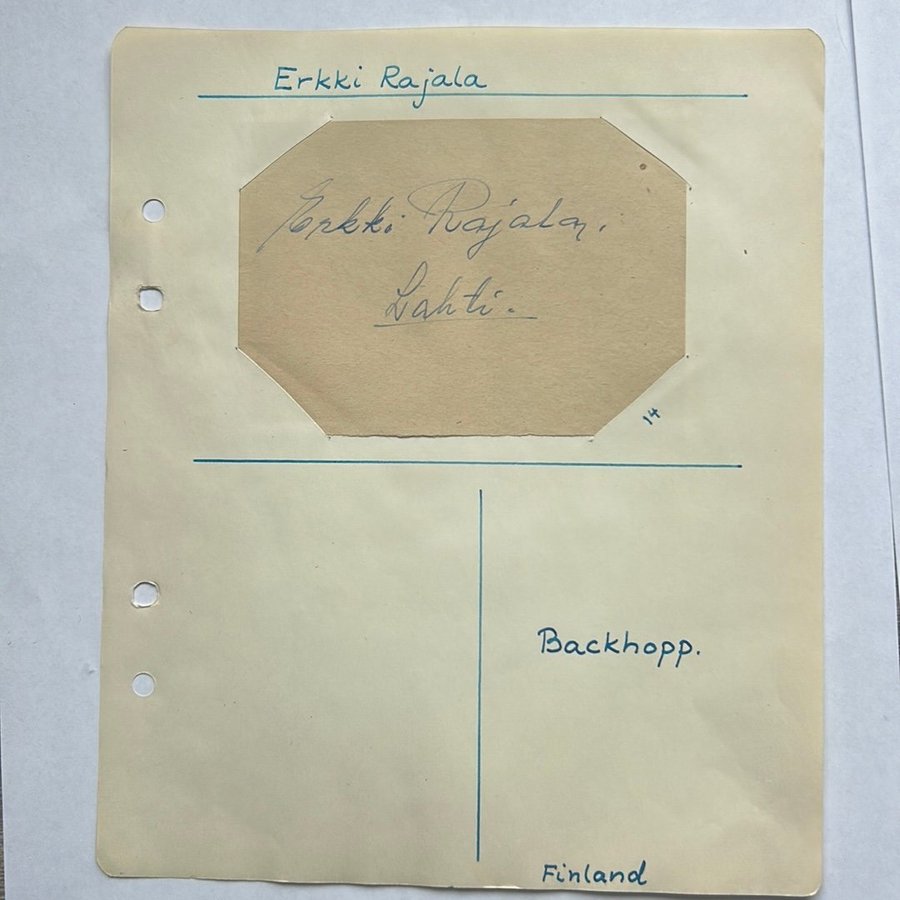 Erkki Rajala
Erkki Rajala.
Lahti.
14
Backhopp.
Finland